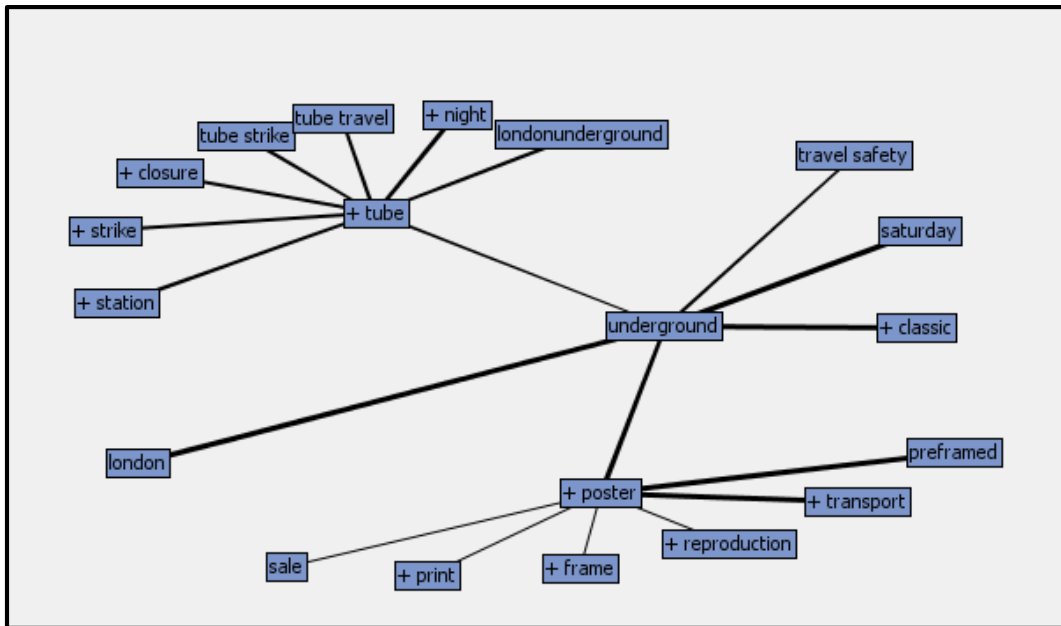 tube travel
+ night
tube strike
londonunderground
travel safety
+ closure
+ tube
+ strike
saturday
+ station
underground
+ classic
london
preframed
+ poster
+ transport
+ reproduction
sale
+ print
+ frame